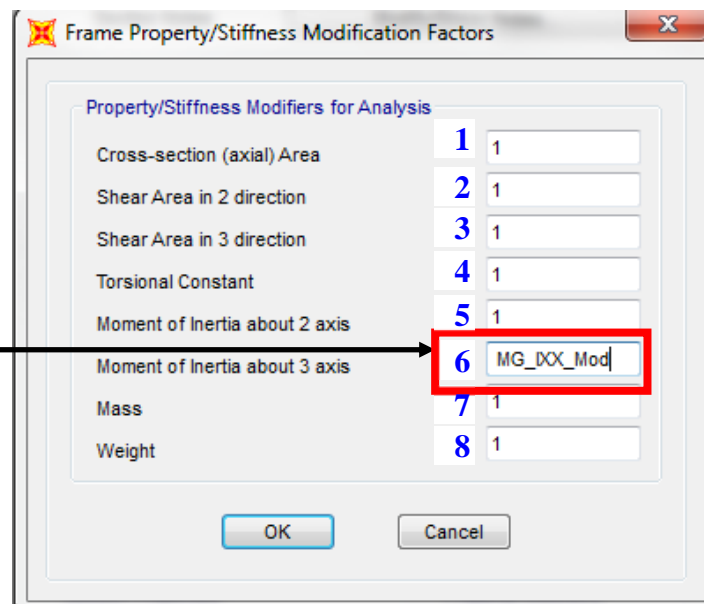 Frame Property/Stiffness Modification Factors
Property/Stiffness Modifiers for Analysis
Cross-section (axial) Area 1 1
Shear Area in 2 direction 2 1
Shear Area in 3 direction 3 1
Torsional Constant 4 1
Moment of Inertia about 2 axis 5 1
Moment of Inertia about 3 axis 6 MG_IXX_Mod
Mass 7 1
Weight 8 1
OK Cancel